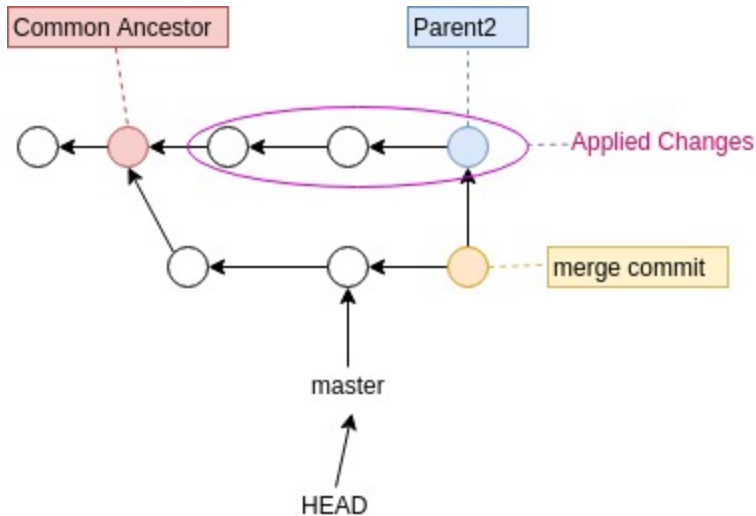 Common Ancestor
Parent2
Applied Changes
merge commit
master
HEAD